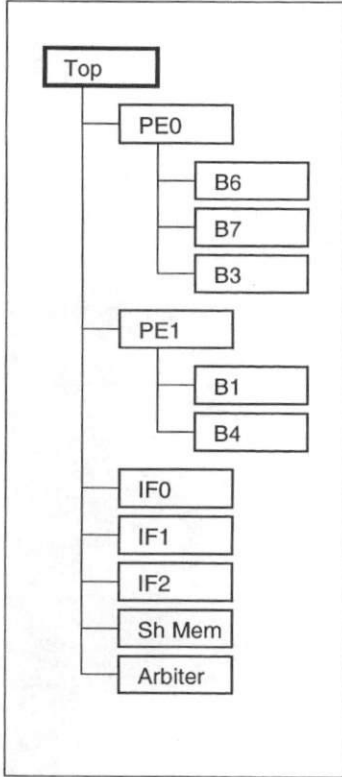 Top
PE0
B6
B7
B3
PE1
B1
B4
IF0
IF1
IF2
Sh Mem
Arbiter